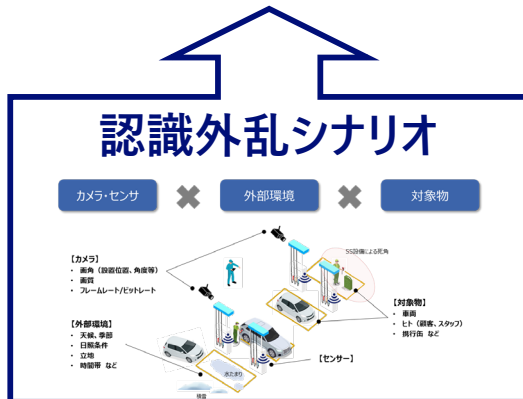 認識外乱シナリオ
カメラ・センサ
外部環境
対象物
SS設備による死角
【カメラ】
• 画角（設置位置、角度等）
• 画質
• フレームレート/ビットレート
【対象物】
• 車両
• ヒト（顧客、スタッフ）
• 携行缶 など
【外部環境】
• 天候、季節
• 日照条件
• 立地
• 時間帯 など
【センサー】
水たまり
積雪